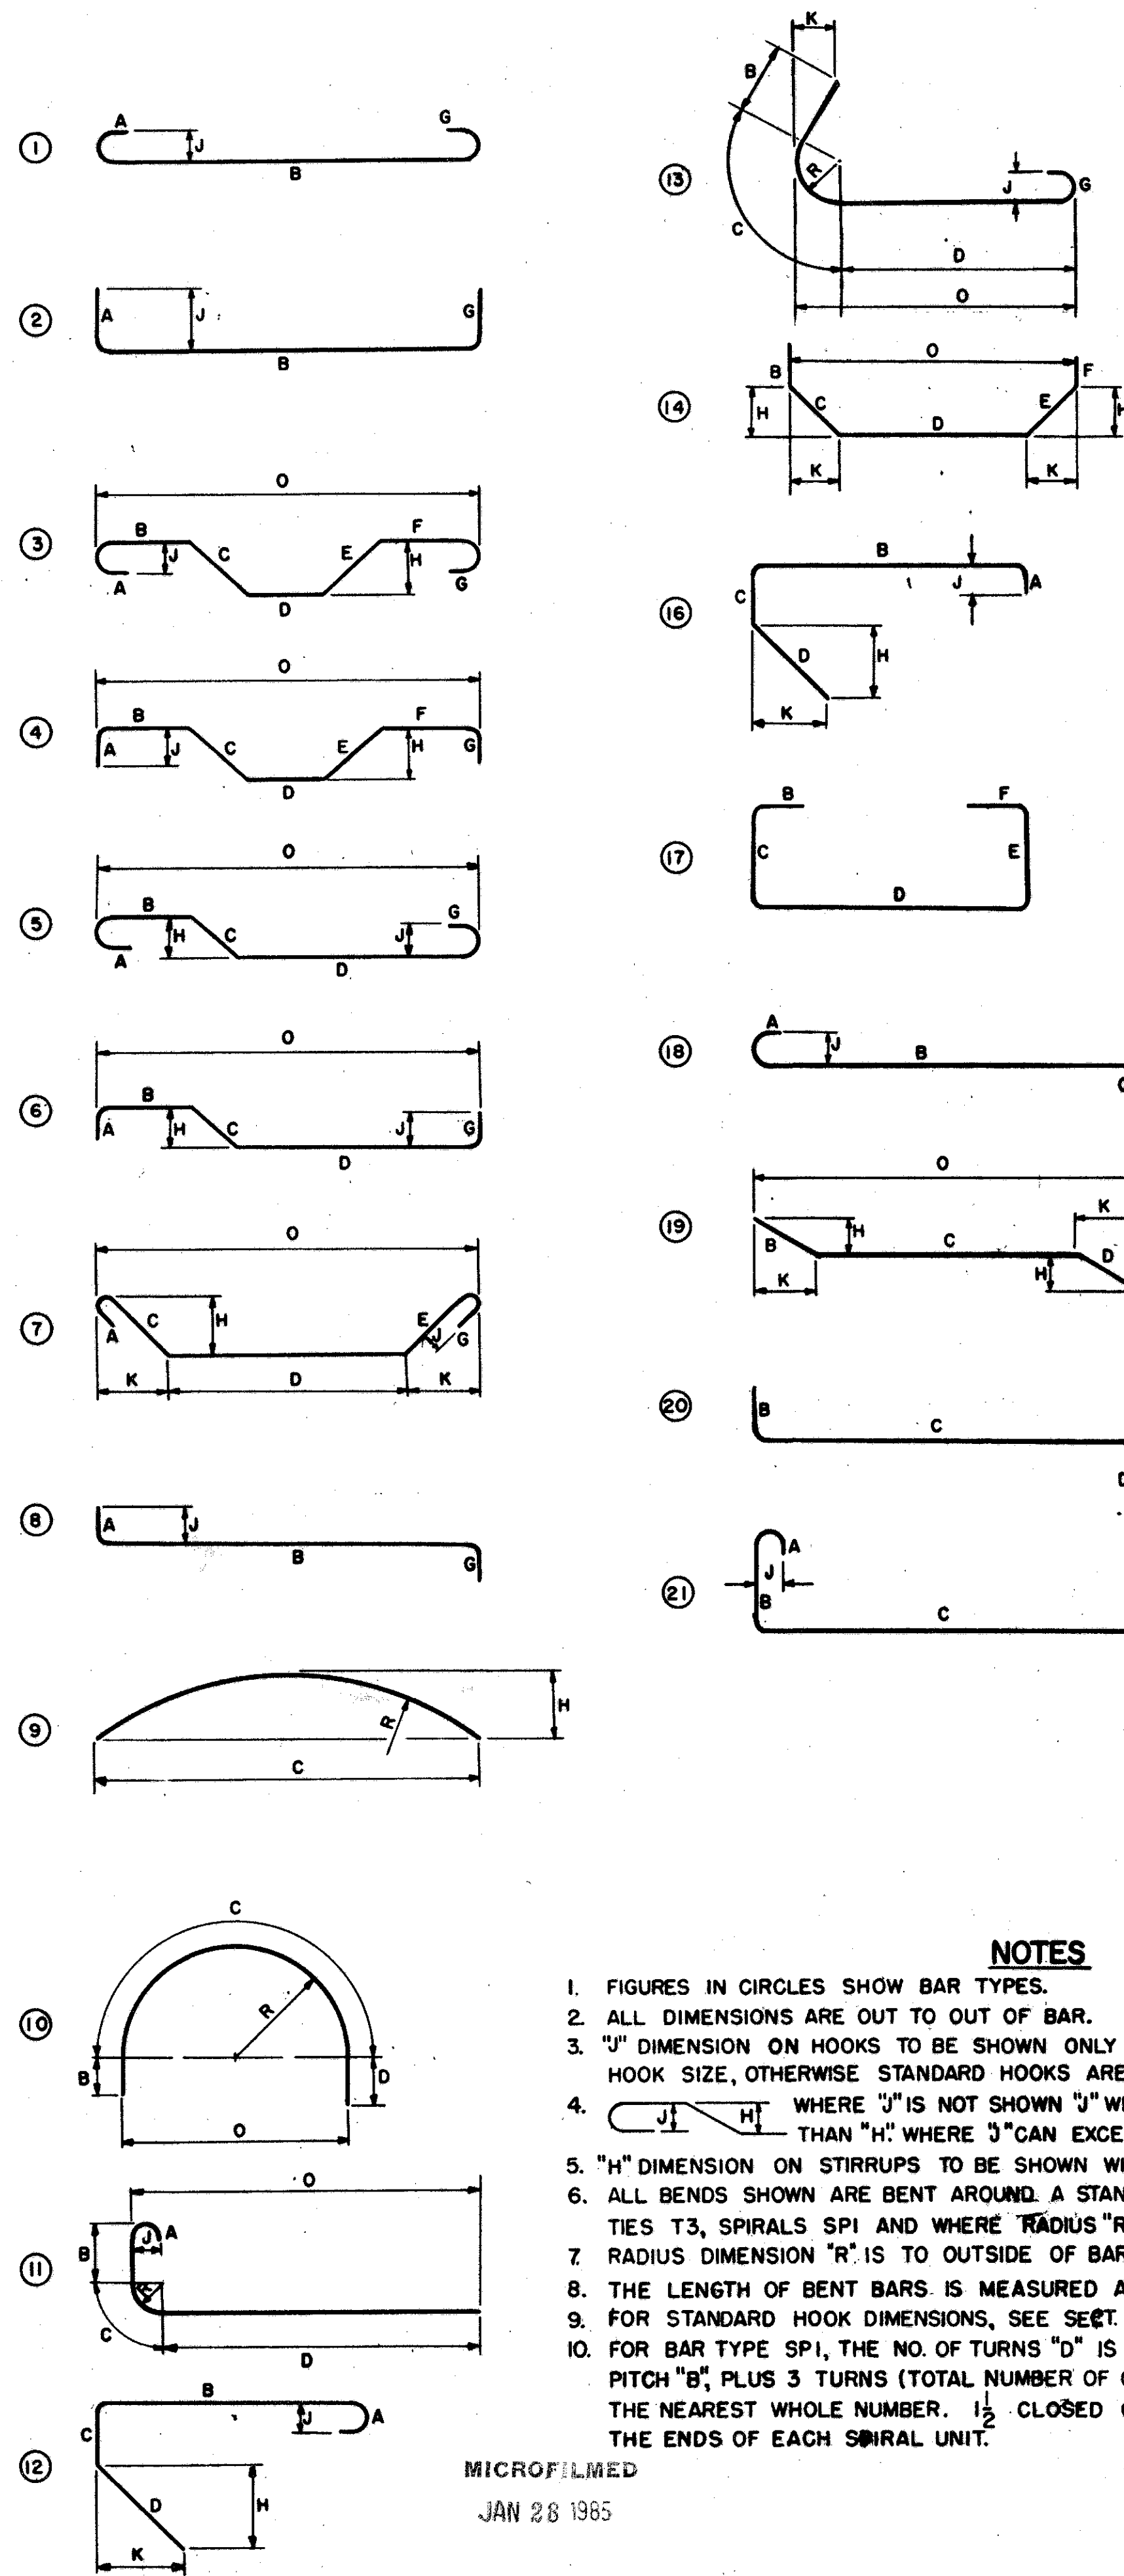 1
A
J
B
G
2
A
J
B
G
3
O
B
J
A
C
D
E
F
H
G
4
O
B
A
J
C
D
E
F
H
G
5
O
B
H
C
A
D
J
G
6
O
B
A
H
C
D
J
G
7
O
C
A
H
E
J
G
K
D
K
8
A
J
B
G
9
R
H
C
10
C
R
B
D
O
11
O
B
J
A
R
C
D
12
B
C
J
A
D
H
K
13
K
B
R
C
J
G
D
O
14
O
B
F
H
C
D
E
H
K
K
16
B
C
J
A
D
H
K
17
B
F
C
E
D
18
A
J
B
19
O
K
B
H
C
D
H
K
20
B
C
21
A
J
B
C
NOTES
1. FIGURES IN CIRCLES SHOW BAR TYPES.
2. ALL DIMENSIONS ARE OUT TO OUT OF BAR.
3. "J" DIMENSION ON HOOKS TO BE SHOWN ONLY
HOOK SIZE, OTHERWISE STANDARD HOOKS ARE
4. J H WHERE "J" IS NOT SHOWN "J" WI
THAN "H". WHERE "J" CAN EXCE
5. "H" DIMENSION ON STIRRUPS TO BE SHOWN WI
6. ALL BENDS SHOWN ARE BENT AROUND A STAN
TIES T3, SPIRALS SP1 AND WHERE RADIUS "R
7. RADIUS DIMENSION "R" IS TO OUTSIDE OF BAR
8. THE LENGTH OF BENT BARS IS MEASURED A
9. FOR STANDARD HOOK DIMENSIONS, SEE SECT.
10. FOR BAR TYPE SP1, THE NO. OF TURNS "D" IS
PITCH "B", PLUS 3 TURNS (TOTAL NUMBER OF
THE NEAREST WHOLE NUMBER. 1½ CLOSED
THE ENDS OF EACH SPIRAL UNIT.
MICROFILMED
JAN 28 1985